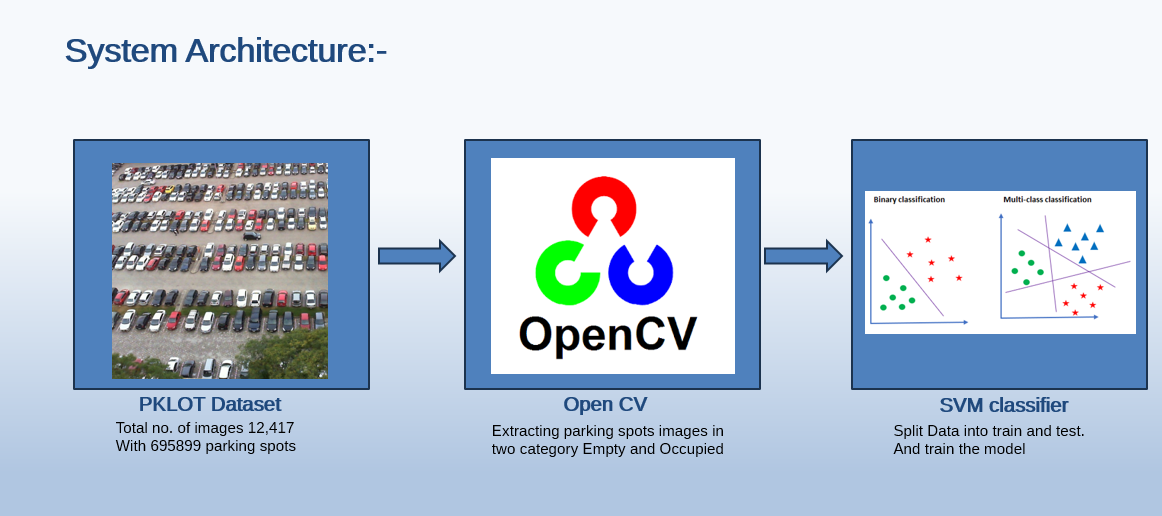 System Architecture:-
Binary classification
Multi-class classification
OpenCV
PKLOT Dataset
Total no. of images 12,417
With 695899 parking spots
Open CV
Extracting parking spots images in
two category Empty and Occupied
SVM classifier
Split Data into train and test.
And train the model